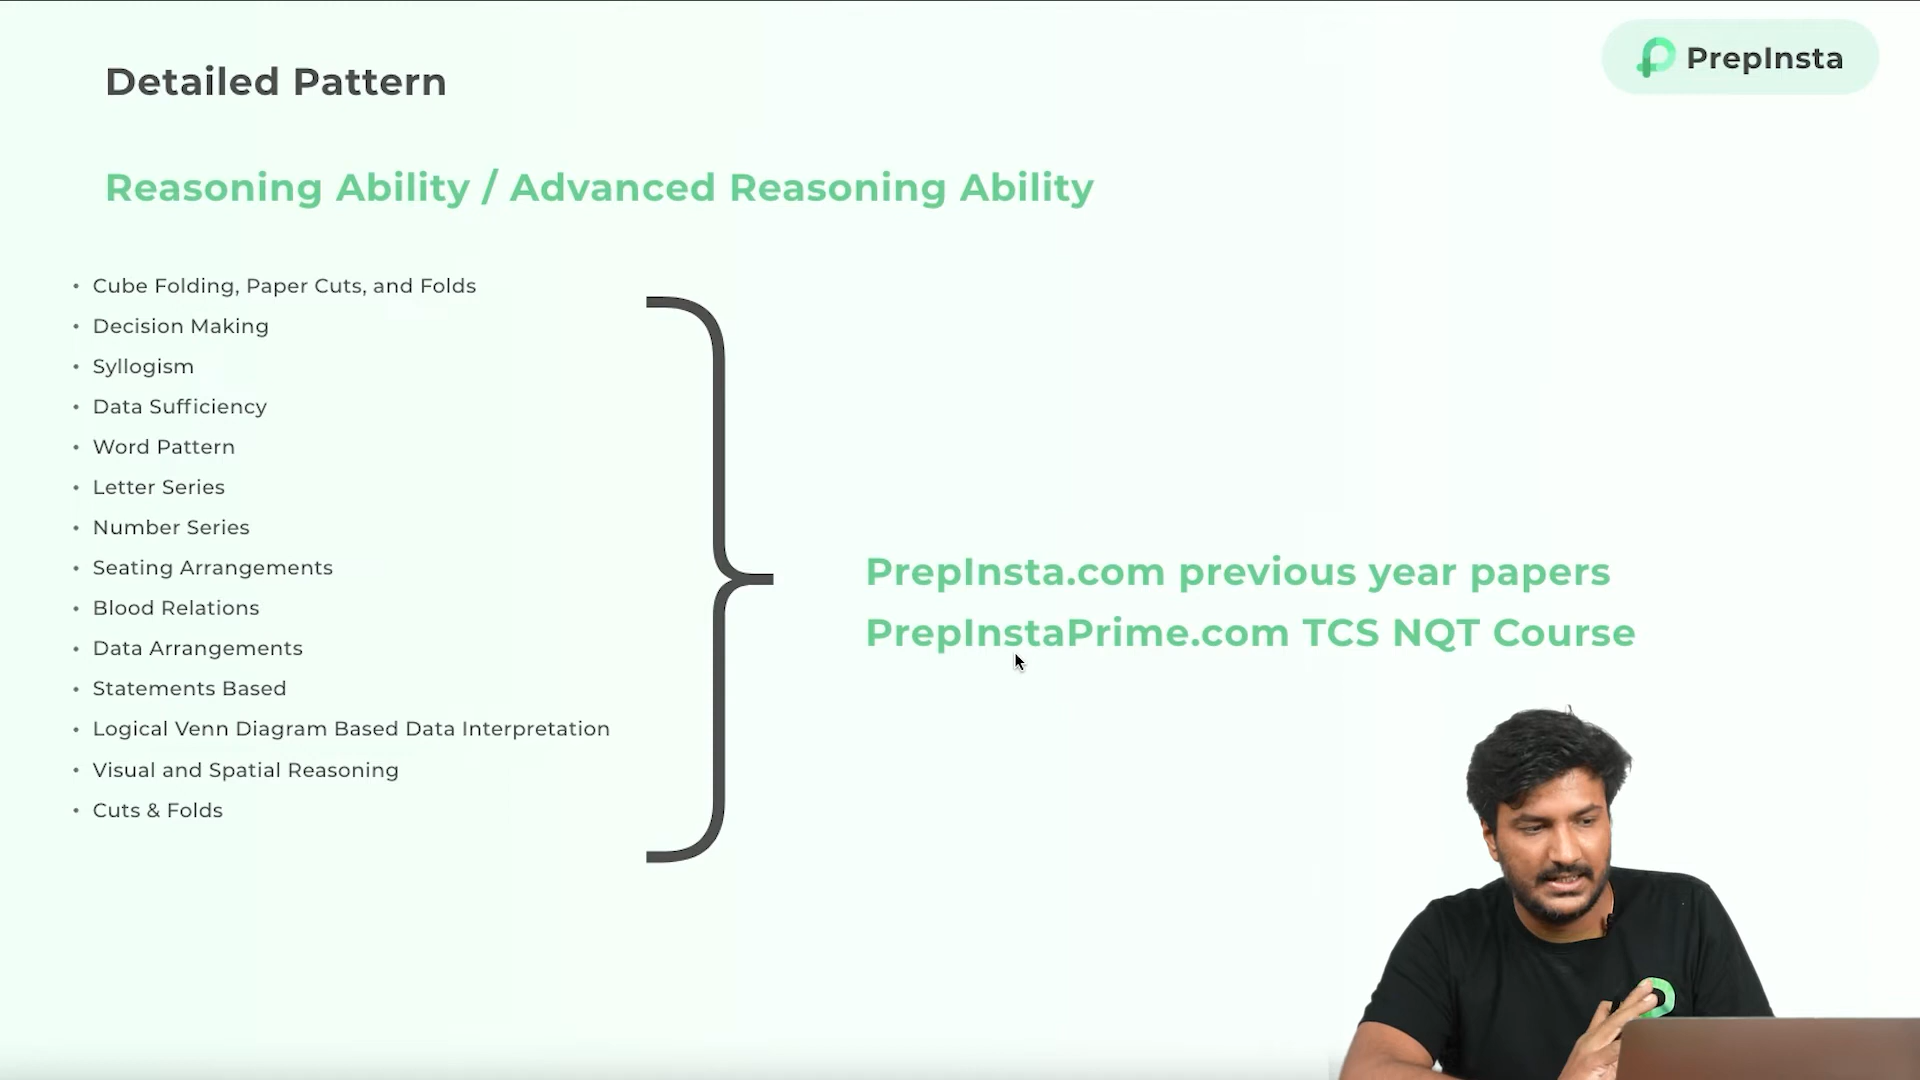 Detailed Pattern
PrepInsta
Reasoning Ability / Advanced Reasoning Ability
• Cube Folding, Paper Cuts, and Folds
• Decision Making
• Syllogism
• Data Sufficiency
• Word Pattern
• Letter Series
• Number Series
• Seating Arrangements
• Blood Relations
• Data Arrangements
• Statements Based
• Logical Venn Diagram Based Data Interpretation
• Visual and Spatial Reasoning
• Cuts & Folds
PrepInsta.com previous year papers
PrepInstaPrime.com TCS NQT Course